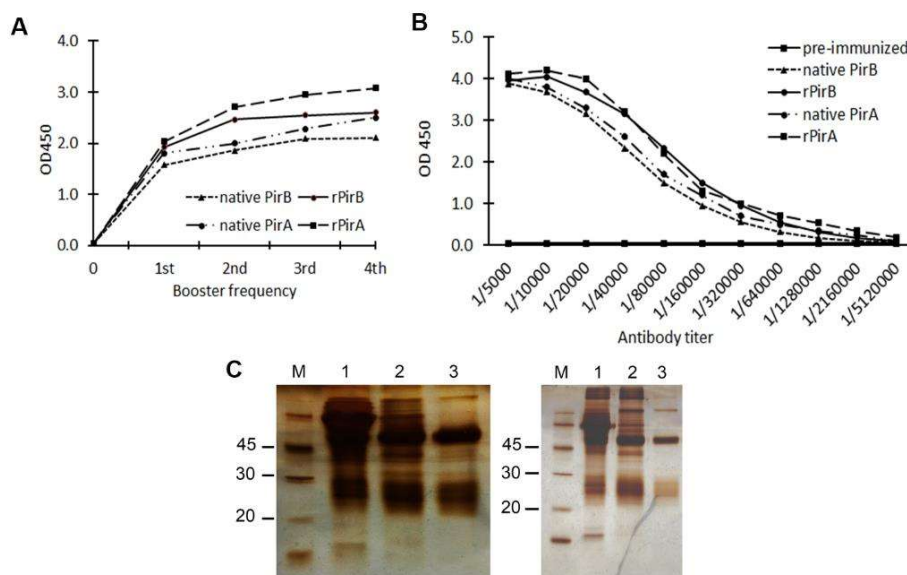 A
4.0
3.0
2.0
1.0
0.0
OD450
0
1st
2nd
3rd
4th
Booster frequency
native PirB
rPirB
native PirA
rPirA
B
5.0
4.0
3.0
2.0
1.0
0.0
OD 450
pre-immunized
native PirB
rPirB
native PirA
rPirA
1/5000
1/10000
1/20000
1/40000
1/80000
1/160000
1/320000
1/640000
1/1280000
1/2160000
1/5120000
Antibody titer
C
M 1 2 3
45
30
20
M 1 2 3
45
30
20